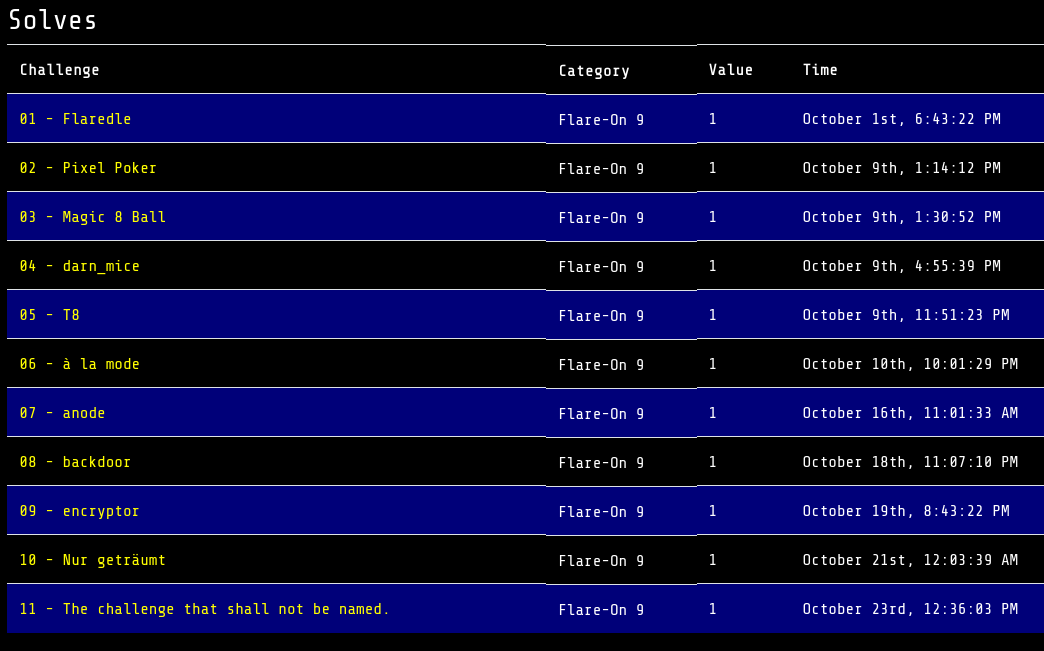 Solves
Challenge Category Value Time
01 - Flaredle Flare-On 9 1 October 1st, 6:43:22 PM
02 - Pixel Poker Flare-On 9 1 October 9th, 1:14:12 PM
03 - Magic 8 Ball Flare-On 9 1 October 9th, 1:30:52 PM
04 - darn_mice Flare-On 9 1 October 9th, 4:55:39 PM
05 - T8 Flare-On 9 1 October 9th, 11:51:23 PM
06 - à la mode Flare-On 9 1 October 10th, 10:01:29 PM
07 - anode Flare-On 9 1 October 16th, 11:01:33 AM
08 - backdoor Flare-On 9 1 October 18th, 11:07:10 PM
09 - encryptor Flare-On 9 1 October 19th, 8:43:22 PM
10 - Nur geträumt Flare-On 9 1 October 21st, 12:03:39 AM
11 - The challenge that shall not be named. Flare-On 9 1 October 23rd, 12:36:03 PM